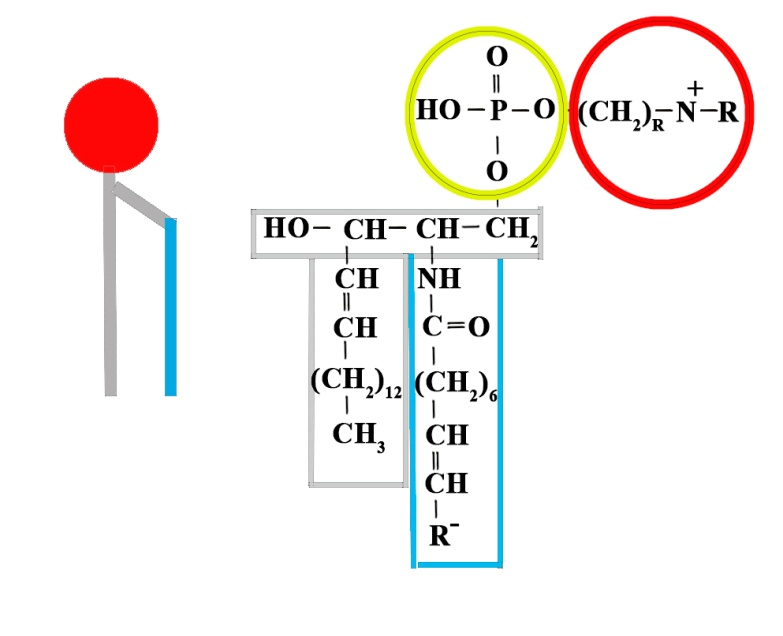 O
||
HO–P–O (CH₂)R–N–R
+
|
O
HO– CH– CH–CH₂
CH NH
|| |
CH C=O
| |
(CH₂)₁₂ (CH₂)₆
| |
CH₃ CH
||
CH
|
R⁻